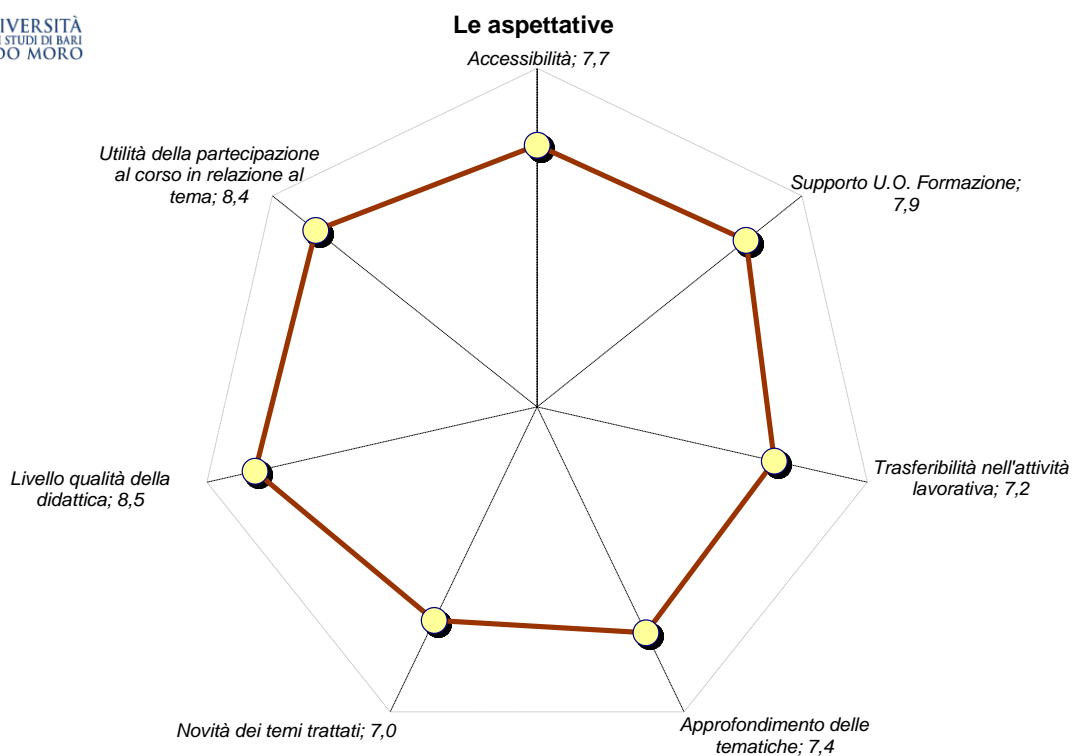 Le aspettative
IVERSITÀ
I STUDI DI BARI
DO MORO
Accessibilità; 7,7
Utilità della partecipazione
al corso in relazione al
tema; 8,4
Supporto U.O. Formazione;
7,9
Livello qualità della
didattica; 8,5
Trasferibilità nell'attività
lavorativa; 7,2
Novità dei temi trattati; 7,0
Approfondimento delle
tematiche; 7,4